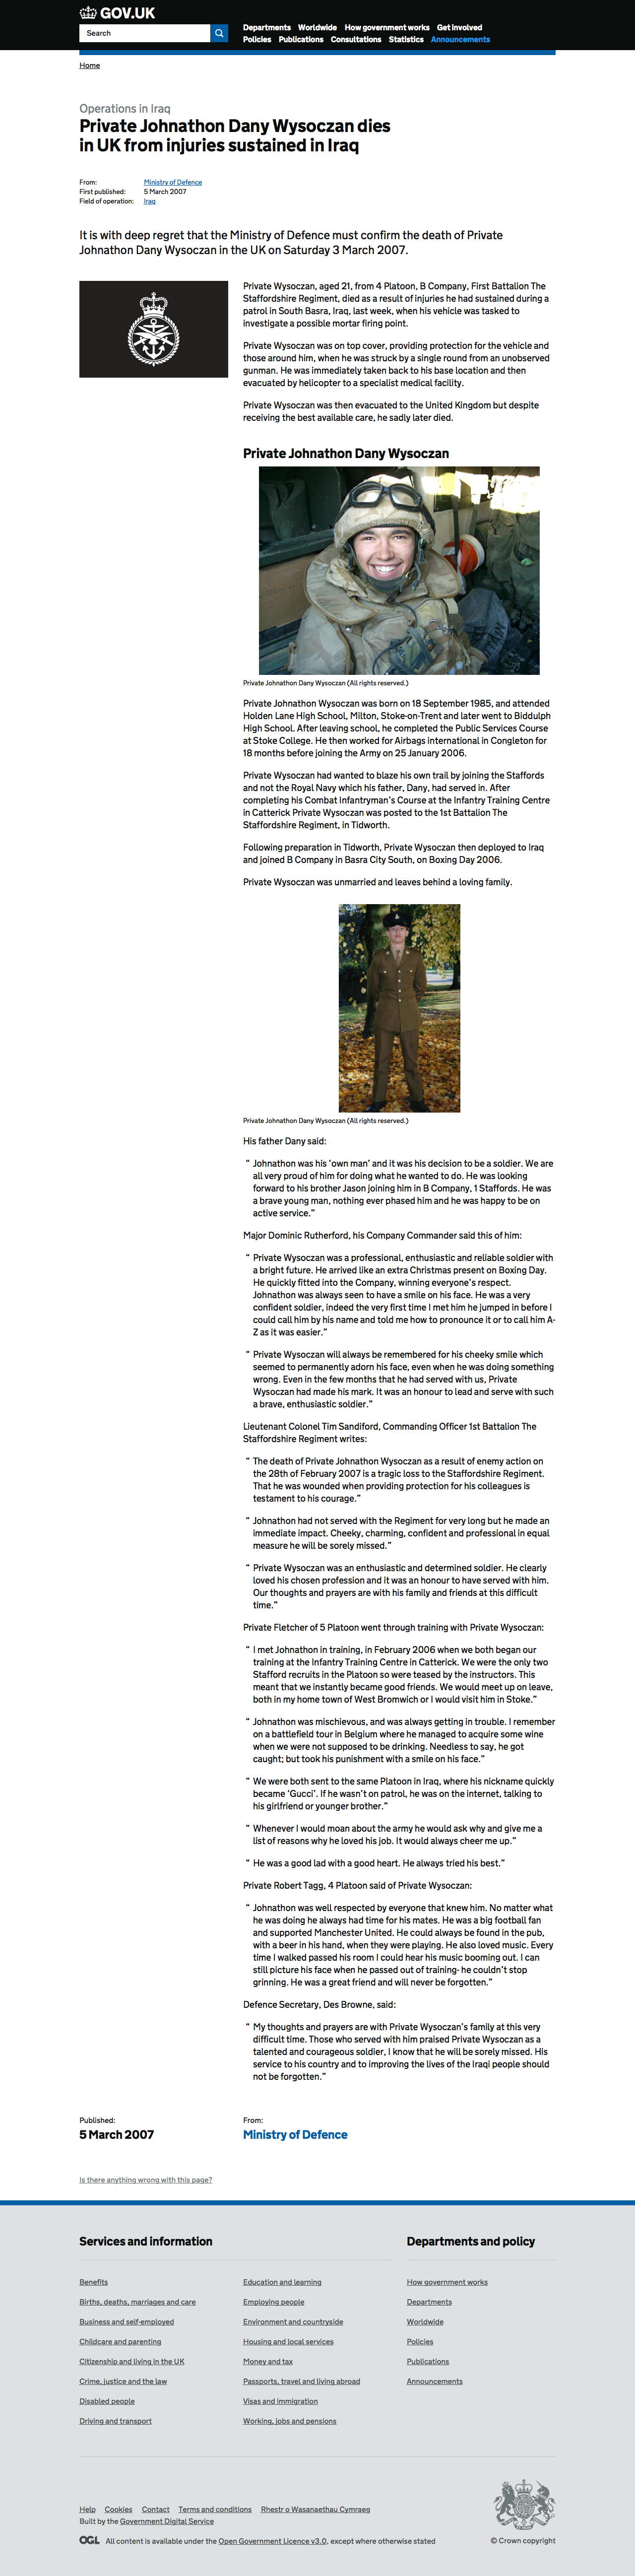 GOV.UK
Search
Departments Worldwide How government works Get involved
Policies Publications Consultations Statistics Announcements
Home
Operations in Iraq
Private Johnathon Dany Wysoczan dies
in UK from injuries sustained in Iraq
From: Ministry of Defence
First published: 5 March 2007
Field of operation: Iraq
It is with deep regret that the Ministry of Defence must confirm the death of Private
Johnathon Dany Wysoczan in the UK on Saturday 3 March 2007.
Private Wysoczan, aged 21, from 4 Platoon, B Company, First Battalion The
Staffordshire Regiment, died as a result of injuries he had sustained during a
patrol in South Basra, Iraq, last week, when his vehicle was tasked to
investigate a possible mortar firing point.
Private Wysoczan was on top cover, providing protection for the vehicle and
those around him, when he was struck by a single round from an unobserved
gunman. He was immediately taken back to his base location and then
evacuated by helicopter to a specialist medical facility.
Private Wysoczan was then evacuated to the United Kingdom but despite
receiving the best available care, he sadly later died.
Private Johnathon Dany Wysoczan
Private Johnathon Dany Wysoczan (All rights reserved.)
Private Johnathon Wysoczan was born on 18 September 1985, and attended
Holden Lane High School, Milton, Stoke-on-Trent and later went to Biddulph
High School. After leaving school, he completed the Public Services Course
at Stoke College. He then worked for Airbags international in Congleton for
18 months before joining the Army on 25 January 2006.
Private Wysoczan had wanted to blaze his own trail by joining the Staffords
and not the Royal Navy which his father, Dany, had served in. After
completing his Combat Infantryman's Course at the Infantry Training Centre
in Catterick Private Wysoczan was posted to the 1st Battalion The
Staffordshire Regiment, in Tidworth.
Following preparation in Tidworth, Private Wysoczan then deployed to Iraq
and joined B Company in Basra City South, on Boxing Day 2006.
Private Wysoczan was unmarried and leaves behind a loving family.
Private Johnathon Dany Wysoczan (All rights reserved.)
His father Dany said:
“ Johnathon was his ‘own man’ and it was his decision to be a soldier. We are
all very proud of him for doing what he wanted to do. He was looking
forward to his brother Jason joining him in B Company, 1 Staffords. He was
a brave young man, nothing ever phased him and he was happy to be on
active service.”
Major Dominic Rutherford, his Company Commander said this of him:
“ Private Wysoczan was a professional, enthusiastic and reliable soldier with
a bright future. He arrived like an extra Christmas present on Boxing Day.
He quickly fitted into the Company, winning everyone's respect.
Johnathon was always seen to have a smile on his face. He was a very
confident soldier, indeed the very first time I met him he jumped in before I
could call him by his name and told me how to pronounce it or to call him A-
Z as it was easier.”
“ Private Wysoczan will always be remembered for his cheeky smile which
seemed to permanently adorn his face, even when he was doing something
wrong. Even in the few months that he had served with us, Private
Wysoczan had made his mark. It was an honour to lead and serve with such
a brave, enthusiastic soldier.”
Lieutenant Colonel Tim Sandiford, Commanding Officer 1st Battalion The
Staffordshire Regiment writes:
“ The death of Private Johnathon Wysoczan as a result of enemy action on
the 28th of February 2007 is a tragic loss to the Staffordshire Regiment.
That he was wounded when providing protection for his colleagues is
testament to his courage.”
“ Johnathon had not served with the Regiment for very long but he made an
immediate impact. Cheeky, charming, confident and professional in equal
measure he will be sorely missed.”
“ Private Wysoczan was an enthusiastic and determined soldier. He clearly
loved his chosen profession and it was an honour to have served with him.
Our thoughts and prayers are with his family and friends at this difficult
time.”
Private Fletcher of 5 Platoon went through training with Private Wysoczan:
“ I met Johnathon in training, in February 2006 when we both began our
training at the Infantry Training Centre in Catterick. We were the only two
Stafford recruits in the Platoon so were teased by the instructors. This
meant that we instantly became good friends. We would meet up on leave,
both in my home town of West Bromwich or I would visit him in Stoke.”
“ Johnathon was mischievous, and was always getting in trouble. I remember
on a battlefield tour in Belgium where he managed to acquire some wine
when we were not supposed to be drinking. Needless to say, he got
caught; but took his punishment with a smile on his face.”
“ We were both sent to the same Platoon in Iraq, where his nickname quickly
became ‘Gucci’. If he wasn't on patrol, he was on the internet, talking to
his girlfriend or younger brother.”
“ Whenever I would moan about the army he would ask why and give me a
list of reasons why he loved his job. It would always cheer me up.”
“ He was a good lad with a good heart. He always tried his best.”
Private Robert Tagg, 4 Platoon said of Private Wysoczan:
“ Johnathon was well respected by everyone that knew him. No matter what
he was doing he always had time for his mates. He was a big football fan
and supported Manchester United. He could always be found in the pub,
with a beer in his hand, when they were playing. He also loved music. Every
time I walked passed his room I could hear his music booming out. I can
still picture his face when he passed out of training- he couldn't stop
grinning. He was a great friend and will never be forgotten.”
Defence Secretary, Des Browne, said:
“ My thoughts and prayers are with Private Wysoczan's family at this very
difficult time. Those who served with him praised Private Wysoczan as a
talented and courageous soldier, I know that he will be sorely missed. His
service to his country and to improving the lives of the Iraqi people should
not be forgotten.”
Published: From:
5 March 2007 Ministry of Defence
Is there anything wrong with this page?
Services and information Departments and policy
Benefits Education and learning How government works
Births, deaths, marriages and care Employing people Departments
Business and self-employed Environment and countryside Worldwide
Childcare and parenting Housing and local services Policies
Citizenship and living in the UK Money and tax Publications
Crime, justice and the law Passports, travel and living abroad Announcements
Disabled people Visas and immigration
Driving and transport Working, jobs and pensions
Help Cookies Contact Terms and conditions Rhestr o Wasanaethau Cymraeg
Built by the Government Digital Service
OGL All content is available under the Open Government Licence v3.0, except where otherwise stated
© Crown copyright